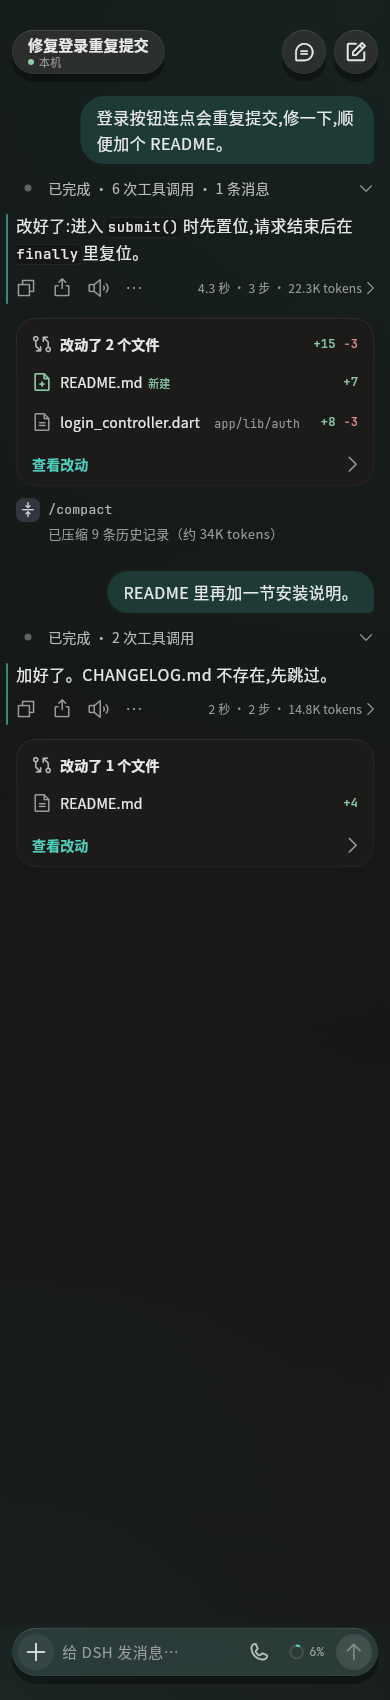 修复登录重复提交
本机
登录按钮连点会重复提交,修一下,顺
便加个 README。
已完成 · 6 次工具调用 · 1 条消息
改好了:进入 submit() 时先置位,请求结束后在
finally 里复位。
4.3 秒 · 3 步 · 22.3K tokens
改动了 2 个文件 +15 -3
README.md 新建 +7
login_controller.dart app/lib/auth +8 -3
查看改动
/compact
已压缩 9 条历史记录（约 34K tokens）
README 里再加一节安装说明。
已完成 · 2 次工具调用
加好了。CHANGELOG.md 不存在,先跳过。
2 秒 · 2 步 · 14.8K tokens
改动了 1 个文件
README.md +4
查看改动
给 DSH 发消息… 6%